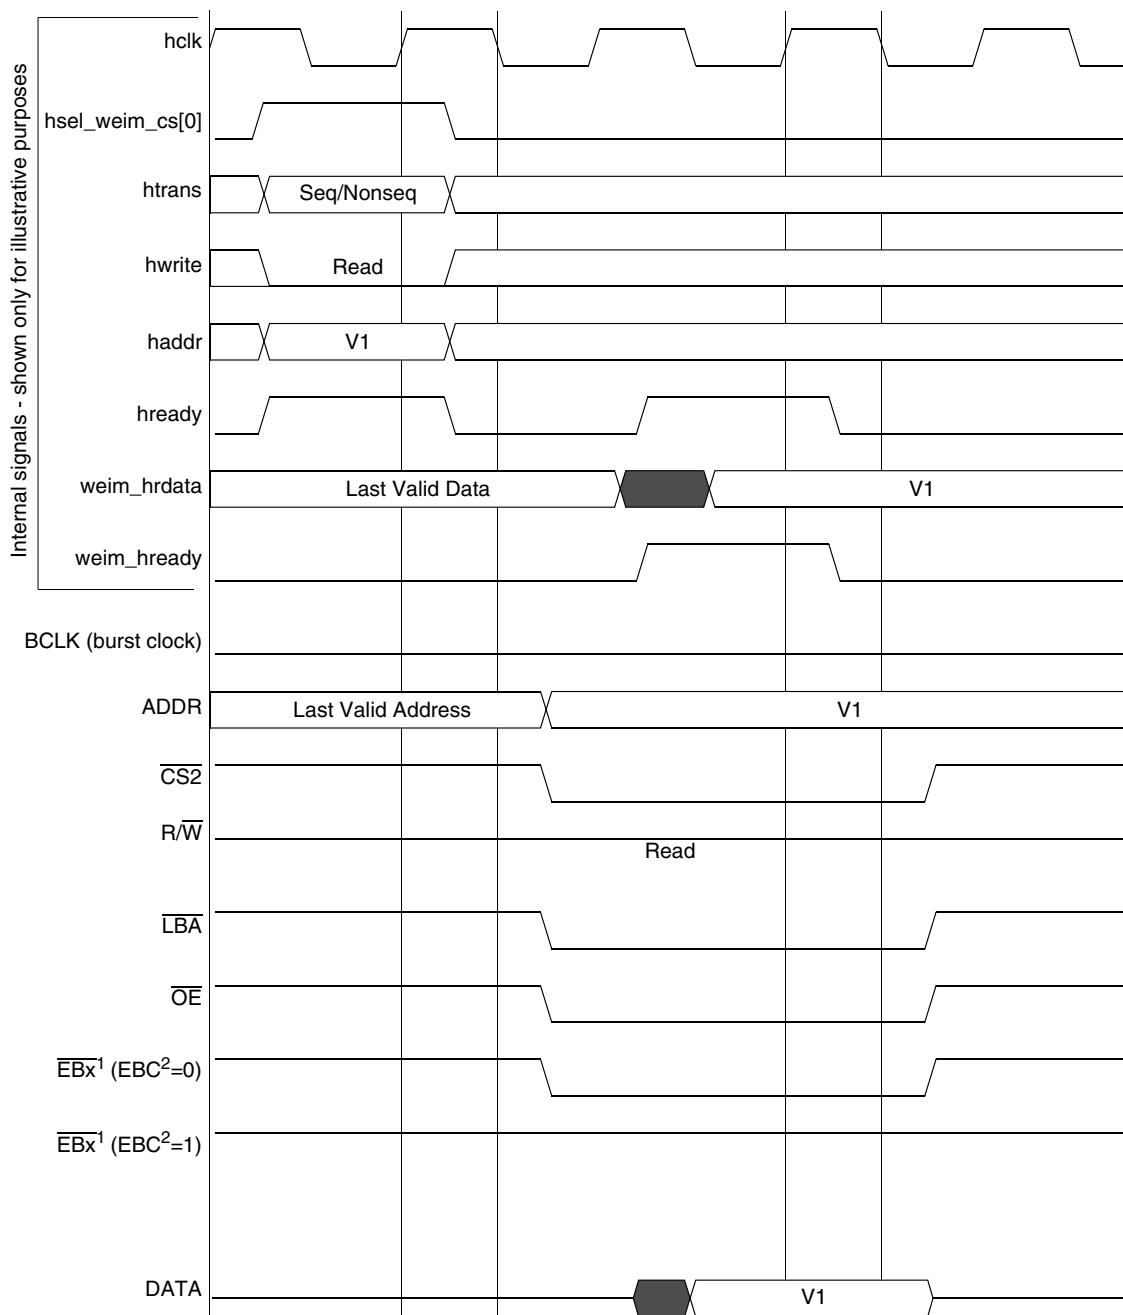 Internal signals - shown only for illustrative purposes
hclk
hsel_weim_cs[0]
htrans Seq/Nonseq
hwrite Read
haddr V1
hready
weim_hrdata Last Valid Data V1
weim_hready
BCLK (burst clock)
ADDR Last Valid Address V1
CS2
R/W
Read
LBA
OE
EBx1 (EBC2=0)
EBx1 (EBC2=1)
DATA V1